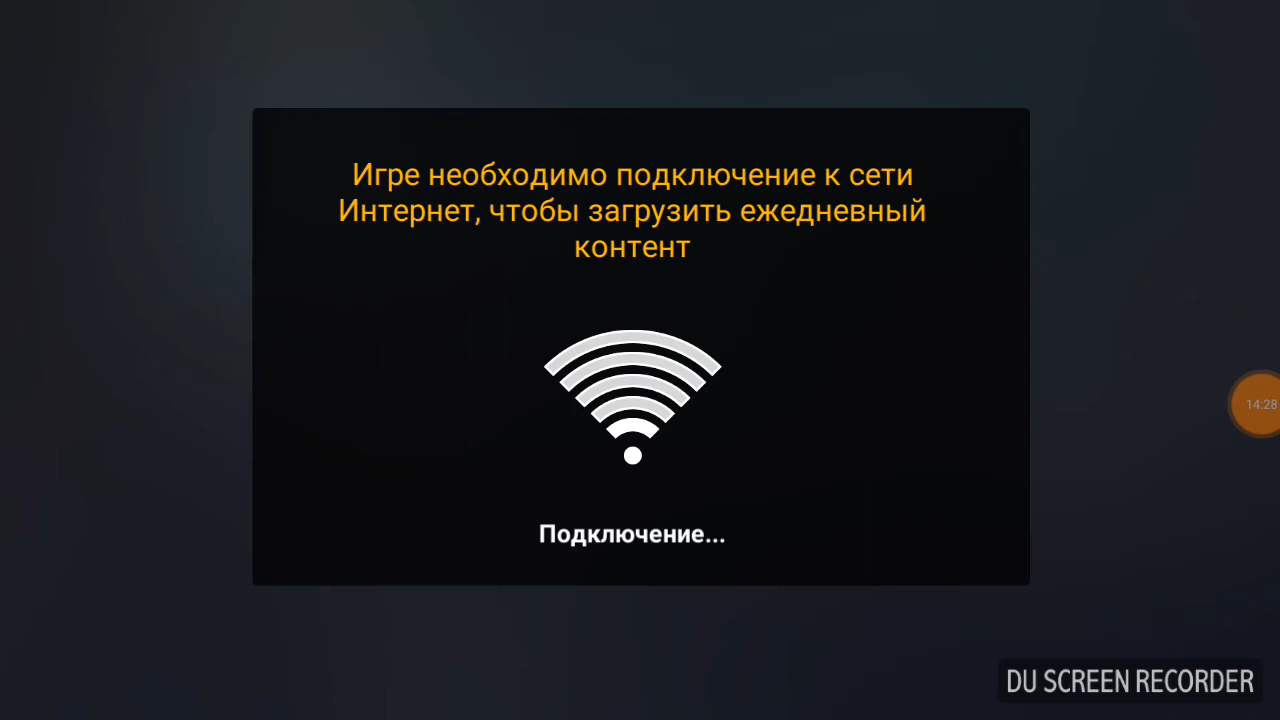 Игре необходимо подключение к сети
Интернет, чтобы загрузить ежедневный
контент
14:28
Подключение...
DU SCREEN RECORDER